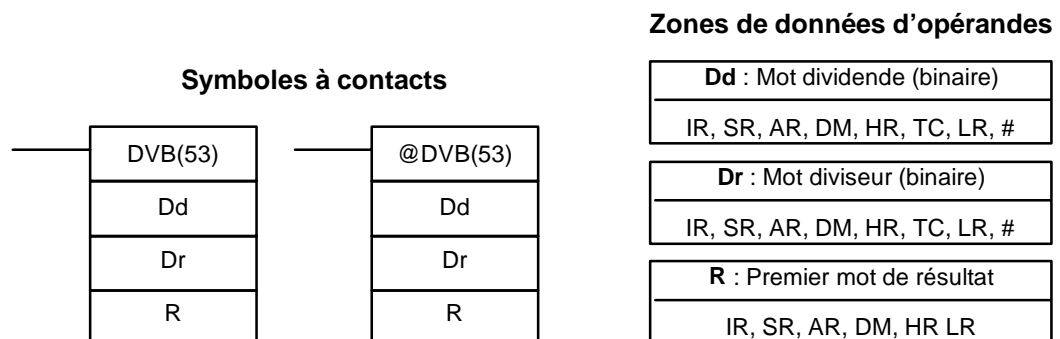 Zones de données d’opérandes
Symboles à contacts
DVB(53)
Dd
Dr
R
@DVB(53)
Dd
Dr
R
Dd : Mot dividende (binaire)
IR, SR, AR, DM, HR, TC, LR, #
Dr : Mot diviseur (binaire)
IR, SR, AR, DM, HR, TC, LR, #
R : Premier mot de résultat
IR, SR, AR, DM, HR LR